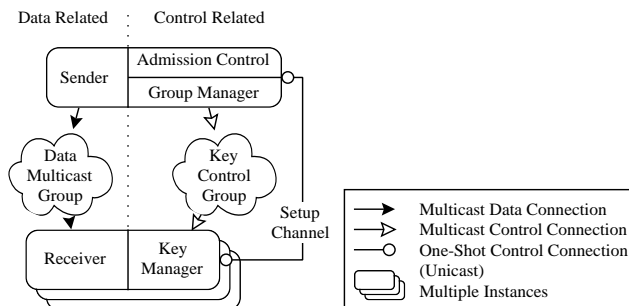 Data Related
Control Related
Sender
Admission Control
Group Manager
Data
Multicast
Group
Key
Control
Group
Setup
Channel
Receiver
Key
Manager
Multicast Data Connection
Multicast Control Connection
One-Shot Control Connection
(Unicast)
Multiple Instances